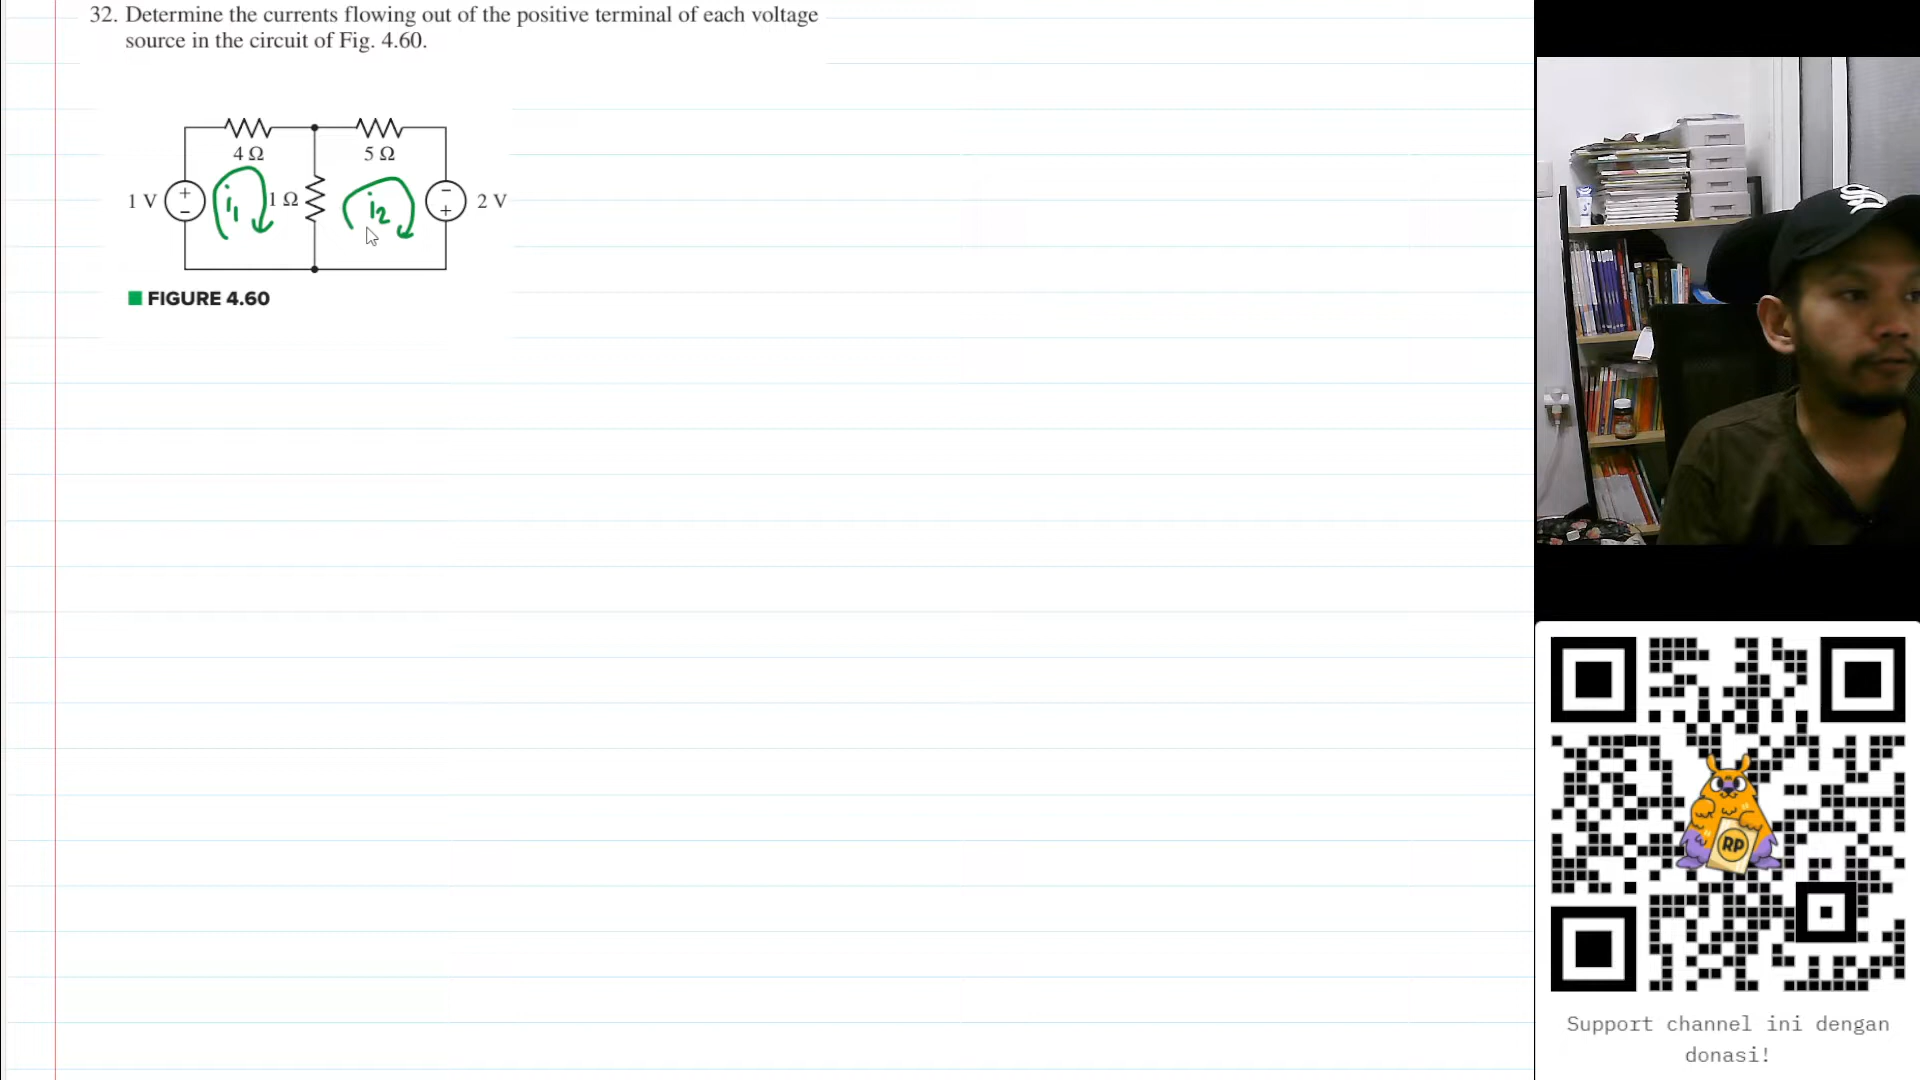 32. Determine the currents flowing out of the positive terminal of each voltage
source in the circuit of Fig. 4.60.
4 Ω
5 Ω
1 V
+
−
i1
1 Ω
i2
−
+
2 V
FIGURE 4.60
RP
Support channel ini dengan
donasi!